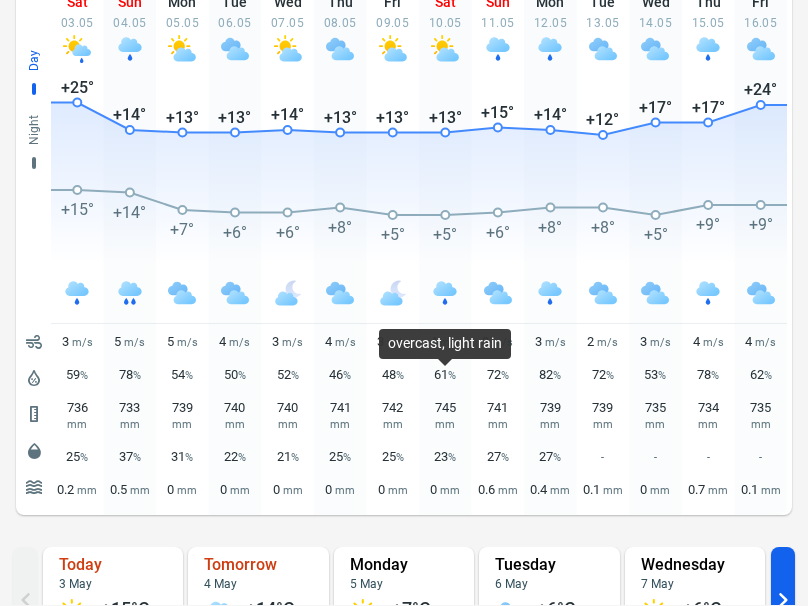 Sat Sun Mon Tue Wed Thu Fri Sat Sun Mon Tue Wed Thu Fri
03.05 04.05 05.05 06.05 07.05 08.05 09.05 10.05 11.05 12.05 13.05 14.05 15.05 16.05
Day
Night
+25° +14° +13° +13° +14° +13° +13° +13° +15° +14° +12° +17° +17° +24°
+15° +14° +7° +6° +6° +8° +5° +5° +6° +8° +8° +5° +9° +9°
3 m/s 5 m/s 5 m/s 4 m/s 3 m/s 4 m/s 3 m/s 2 m/s 3 m/s 4 m/s 4 m/s
overcast, light rain
59% 78% 54% 50% 52% 46% 48% 61% 72% 82% 72% 53% 78% 62%
736 733 739 740 740 741 742 745 741 739 739 735 734 735
mm mm mm mm mm mm mm mm mm mm mm mm mm mm
25% 37% 31% 22% 21% 25% 25% 23% 27% 27% - - - -
0.2 mm 0.5 mm 0 mm 0 mm 0 mm 0 mm 0 mm 0 mm 0.6 mm 0.4 mm 0.1 mm 0 mm 0.7 mm 0.1 mm
Today Tomorrow Monday Tuesday Wednesday
3 May 4 May 5 May 6 May 7 May
+15°C +14°C +7°C +6°C +6°C